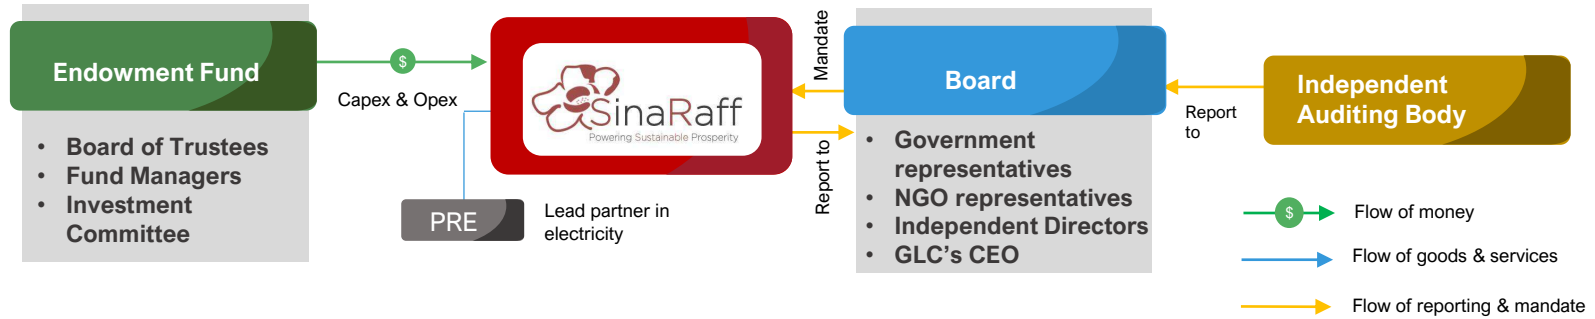 Endowment Fund
• Board of Trustees
• Fund Managers
• Investment
Committee
$
Capex & Opex
SinaRaff
Powering Sustainable Prosperity
PRE
Lead partner in
electricity
Mandate
Report to
Board
• Government
representatives
• NGO representatives
• Independent Directors
• GLC’s CEO
Report
to
Independent
Auditing Body
$
Flow of money
Flow of goods & services
Flow of reporting & mandate